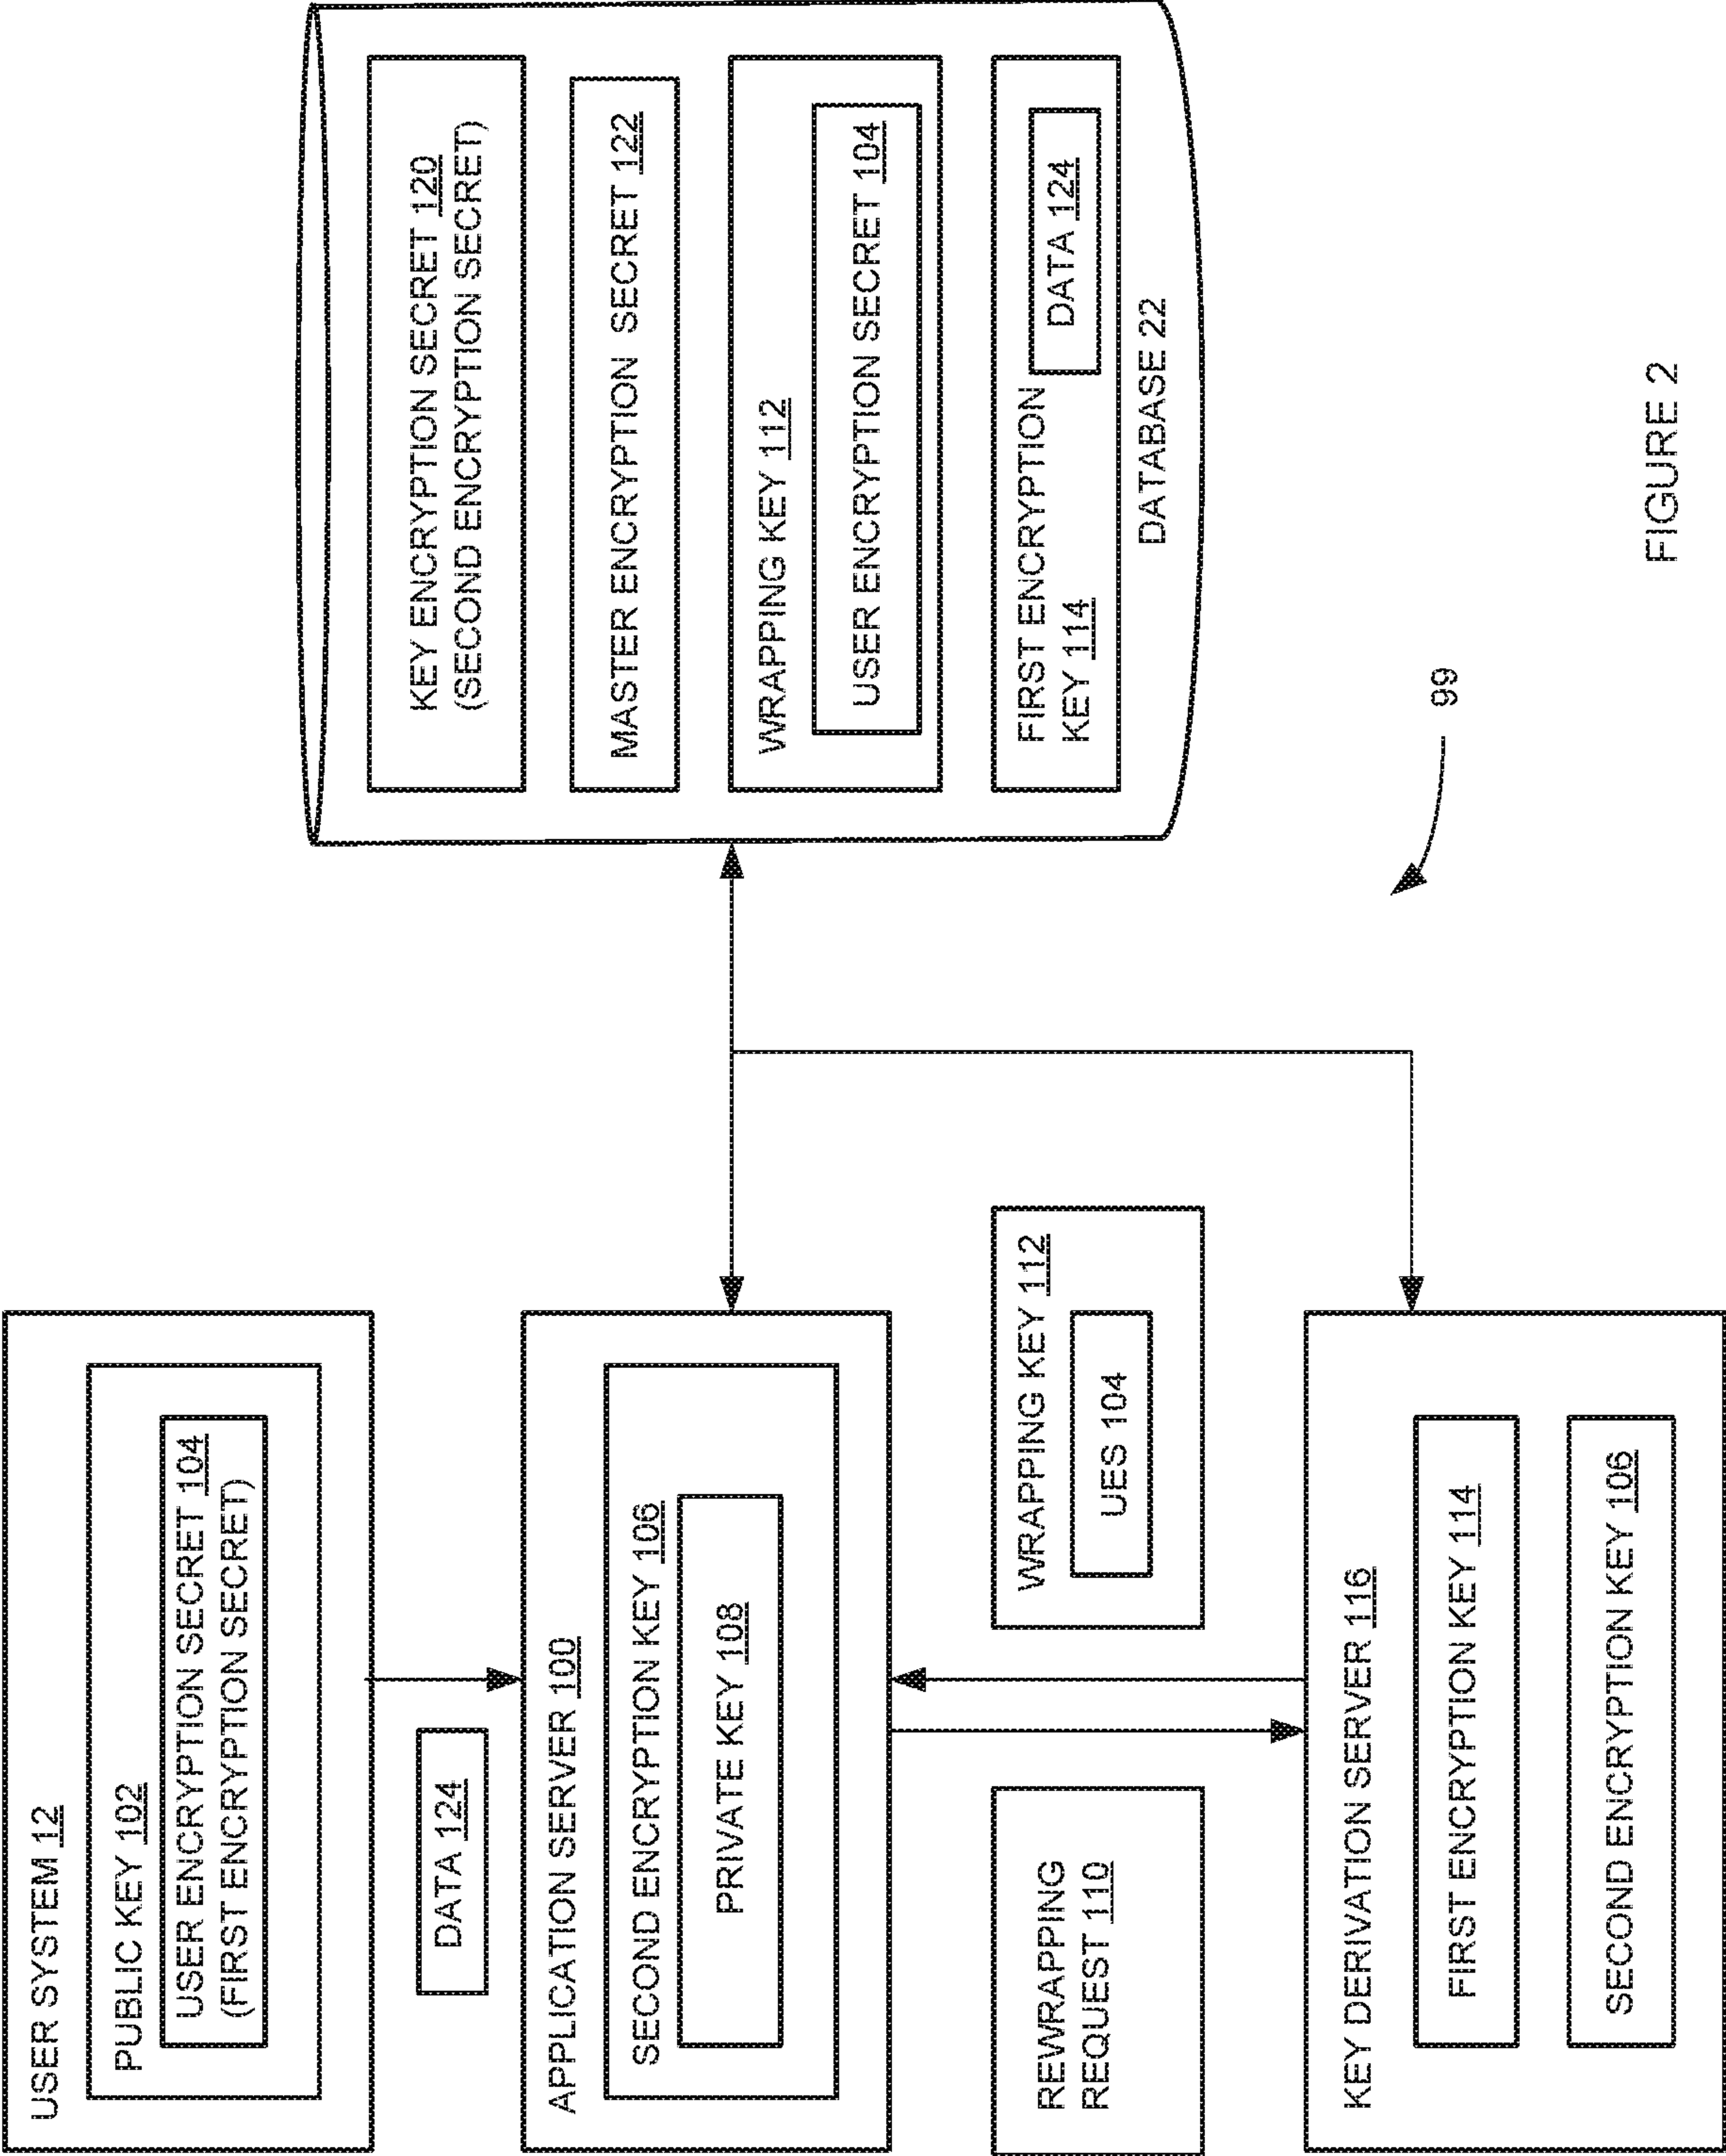 USER SYSTEM 12
PUBLIC KEY 102
USER ENCRYPTION SECRET 104
(FIRST ENCRYPTION SECRET)
DATA 124
APPLICATION SERVER 100
SECOND ENCRYPTION KEY 106
PRIVATE KEY 108
REWRAPPING
REQUEST 110
WRAPPING KEY 112
UES 104
KEY DERIVATION SERVER 116
FIRST ENCRYPTION KEY 114
SECOND ENCRYPTION KEY 106
KEY ENCRYPTION SECRET 120
(SECOND ENCRYPTION SECRET)
MASTER ENCRYPTION SECRET 122
WRAPPING KEY 112
USER ENCRYPTION SECRET 104
FIRST ENCRYPTION
KEY 114
DATA 124
DATABASE 22
99
FIGURE 2